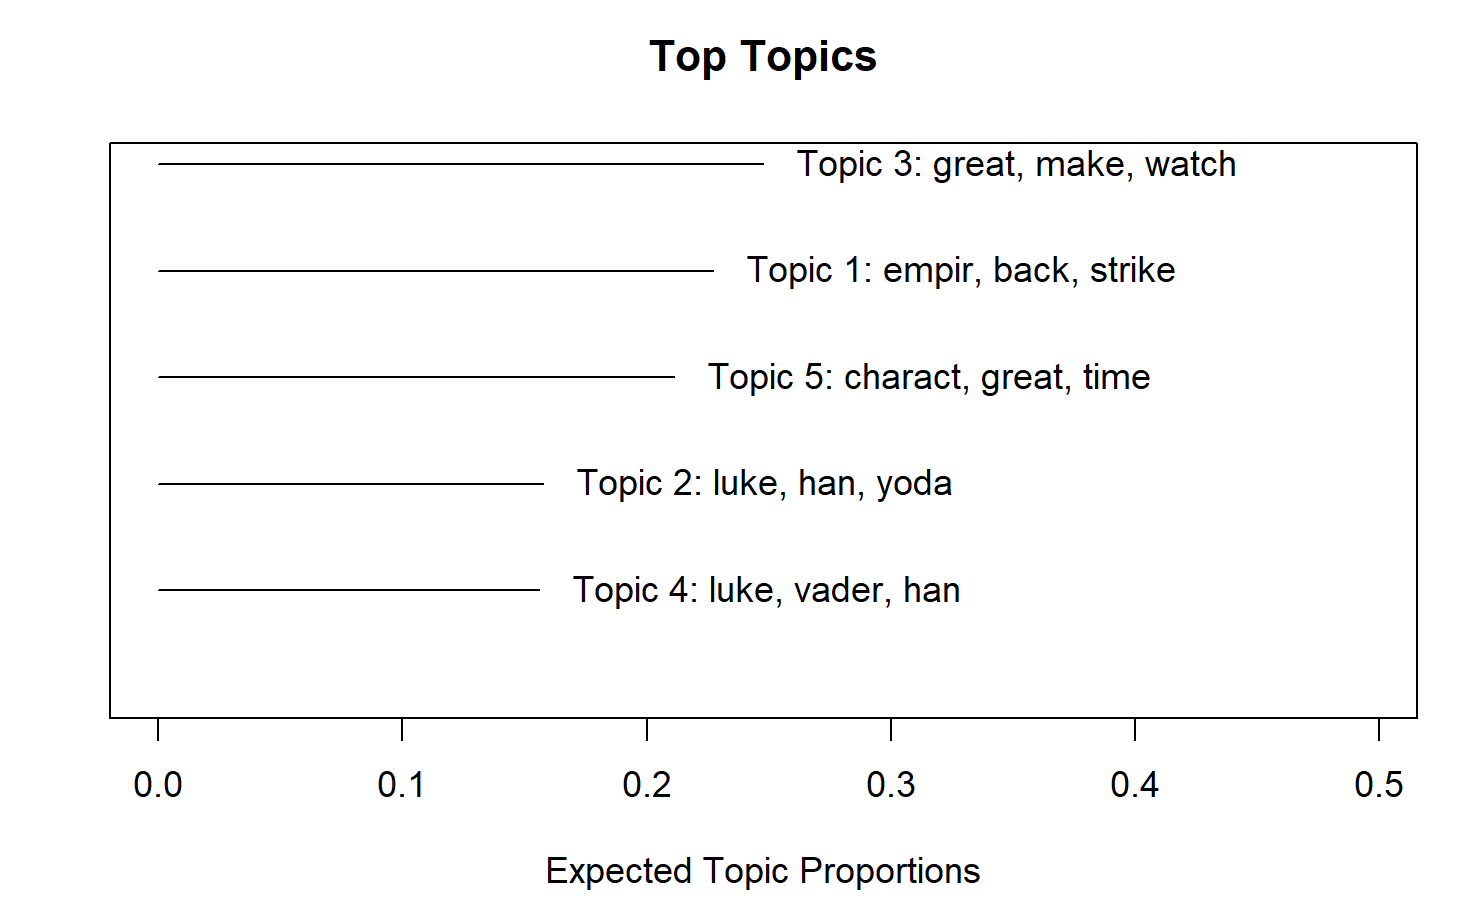 Top Topics
Topic 3: great, make, watch
Topic 1: empir, back, strike
Topic 5: charact, great, time
Topic 2: luke, han, yoda
Topic 4: luke, vader, han
0.0 0.1 0.2 0.3 0.4 0.5
Expected Topic Proportions